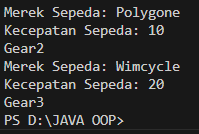 Merek Sepeda: Polygone
Kecepatan Sepeda: 10
Gear2
Merek Sepeda: Wimcycle
Kecepatan Sepeda: 20
Gear3
PS D:\JAVA OOP>